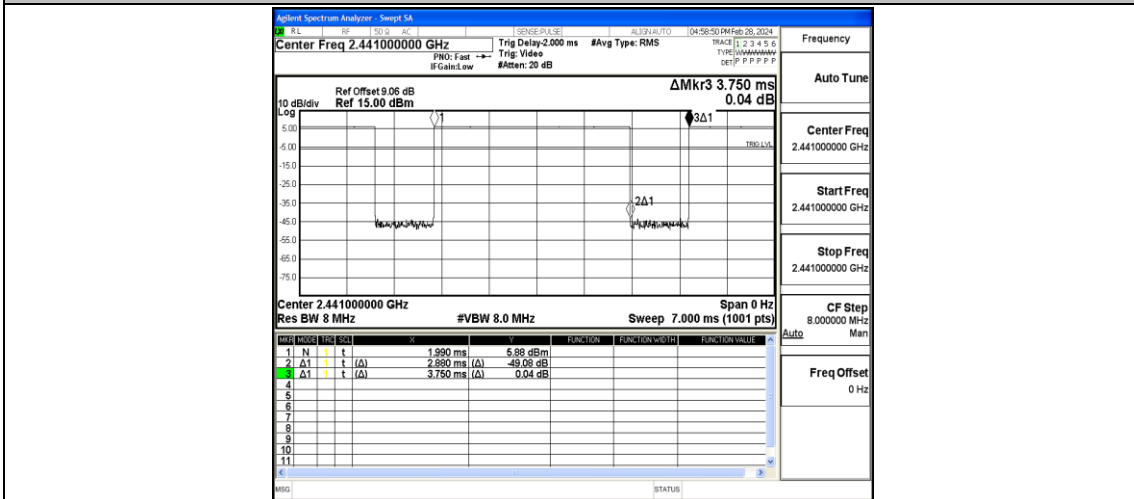 Agilent Spectrum Analyzer - Swept SA
RL RF 50 Ω AC SENSE:PULSE ALIGNAUTO 04:58:50 PM Feb 28, 2024
Center Freq 2.441000000 GHz
PNO: Fast
IFGain:Low
Trig Delay-2.000 ms
Trig: Video
#Atten: 20 dB
#Avg Type: RMS
TRACE 1 2 3 4 5 6
TYPE
DET P P P P P P
Frequency
ΔMkr3 3.750 ms
0.04 dB
Ref Offset 9.06 dB
10 dB/div Ref 15.00 dBm
Log
1
3Δ1
5.00
TRIG LVL
-5.00
-15.0
-25.0
-35.0
2Δ1
-45.0
-55.0
-65.0
-75.0
Center 2.441000000 GHz Span 0 Hz
Res BW 8 MHz #VBW 8.0 MHz Sweep 7.000 ms (1001 pts)
MKR MODE TRC SCL X Y FUNCTION FUNCTION WIDTH FUNCTION VALUE
1 N 1 t 1.990 ms 5.88 dBm
2 Δ1 1 t (Δ) 2.880 ms (Δ) -49.08 dB
3 Δ1 1 t (Δ) 3.750 ms (Δ) 0.04 dB
4
5
6
7
8
9
10
11
MSG STATUS
Auto Tune
Center Freq
2.441000000 GHz
Start Freq
2.441000000 GHz
Stop Freq
2.441000000 GHz
CF Step
8.000000 MHz
Auto Man
Freq Offset
0 Hz